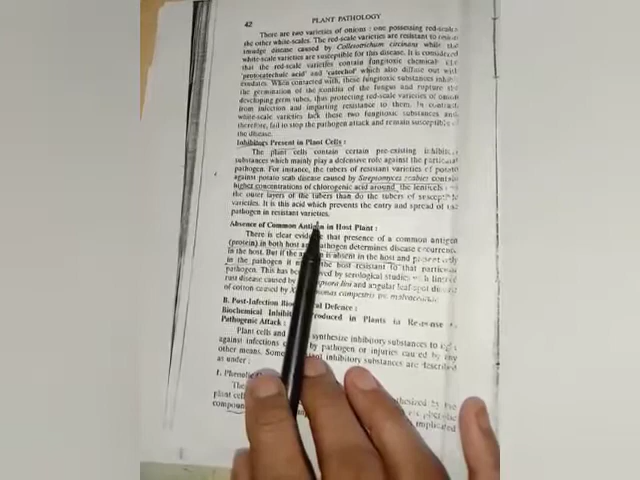 42 PLANT PATHOLOGY
There are two varieties of onions : one possessing red-scales
the other white-scales. The red-scale varieties are resistant to
smudge disease caused by Colletotrichum circinans while the
white-scale varieties are susceptible for this disease. It is considered
that the red-scale varieties contain fungitoxic chemicals
'protocatechuic acid' and 'catechol' which also diffuse out with
exudates. When contacted with, these fungitoxic substances
the germination of the conidia of the fungus and rupture the
developing germ tubes, thus protecting red-scale varieties of onion
from infection and imparting resistance to them. In contrast,
white-scale varieties lack these two fungitoxic substances and
therefore, fail to stop the pathogen attack and remain susceptible
the disease.
Inhibitors Present in Plant Cells :
The plant cells contain certain pre-existing
substances which mainly play a defensive role against the particular
pathogen. For instance, the tubers of resistant varieties of potato
against potato scab disease caused by Streptomyces scabies contain
higher concentrations of chlorogenic acid around the lenticels
the outer layers of the tubers than do the tubers of susceptible
varieties. It is this acid which prevents the entry and spread of the
pathogen in resistant varieties.
Absence of Common Antigen in Host Plant :
There is clear that presence of a common antigen
(protein) in both host pathogen determines disease occurrence
in the host. But if the is absent in the host and present
in the pathogen it the host resistant to that particular
pathogen. This has by serological studies with
rust disease caused by lini and angular leaf spot
of cotton caused by campestris pv malvacearum
B. Post-Infection Defence :
Biochemical Produced in Plants in Response
Pathogenic Attack :
Plant cells and synthesize inhibitory substances to
against infections by pathogen or injuries caused by any
other means. inhibitory substances are described
as under :
1. Phenolic
The
plant